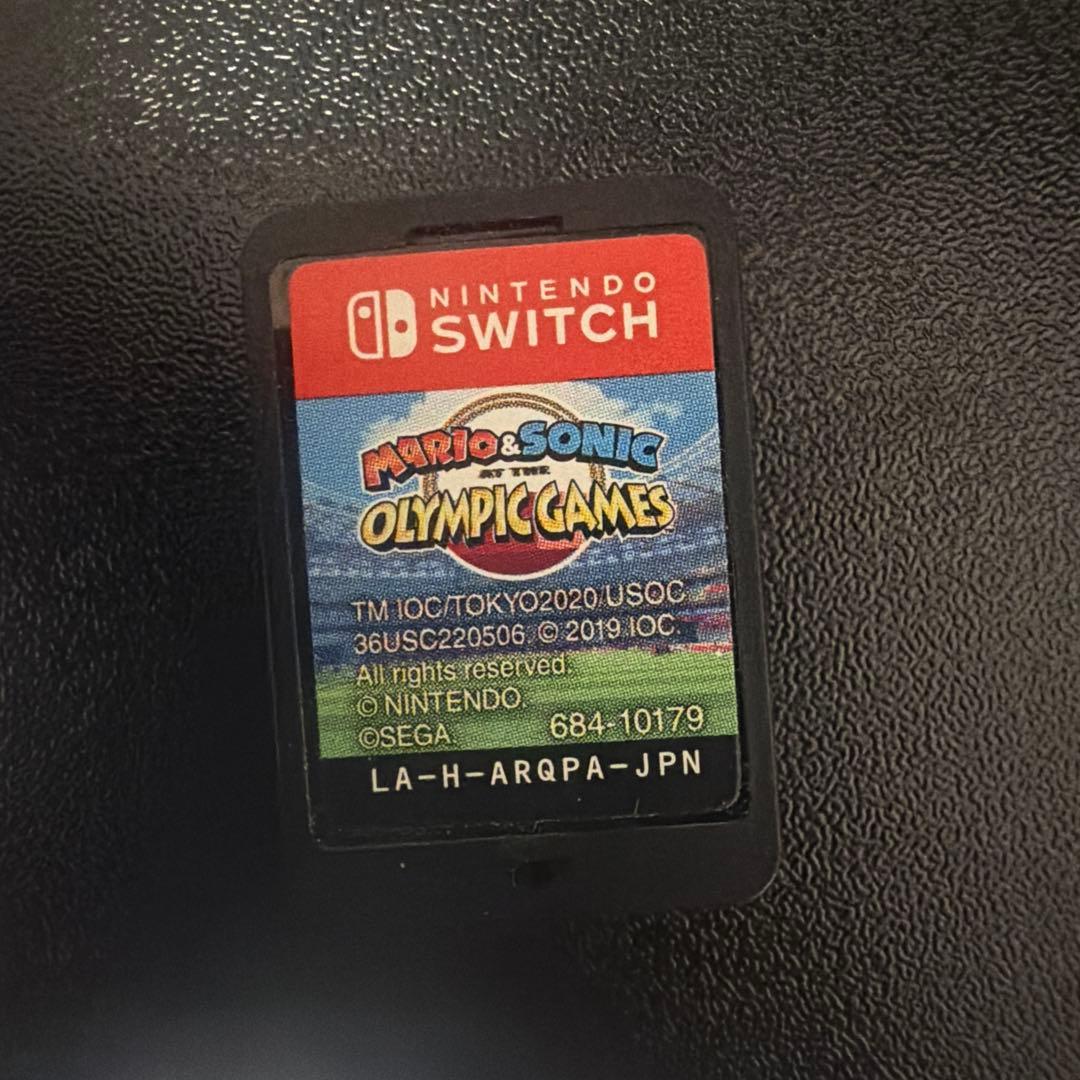 NINTENDO
SWITCH
MARIO & SONIC
AT THE
OLYMPIC GAMES™
TM IOC/TOKYO2020/USOC
36USC220506. © 2019 IOC.
All rights reserved.
© NINTENDO.
©SEGA. 684-10179
LA-H-ARQPA-JPN